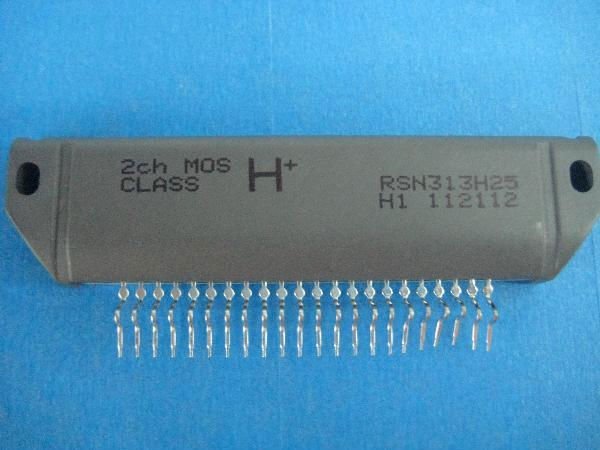 2ch MOS
CLASS H+
RSN313H25
H1 112112